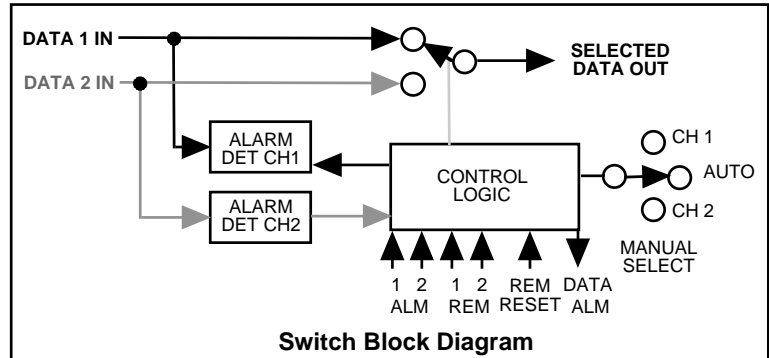 DATA 1 IN
SELECTED
DATA OUT
DATA 2 IN
ALARM
DET CH1
CH 1
CONTROL
LOGIC
AUTO
ALARM
DET CH2
CH 2
MANUAL
SELECT
1 2 1 2 REM DATA
ALM REM RESET ALM
Switch Block Diagram